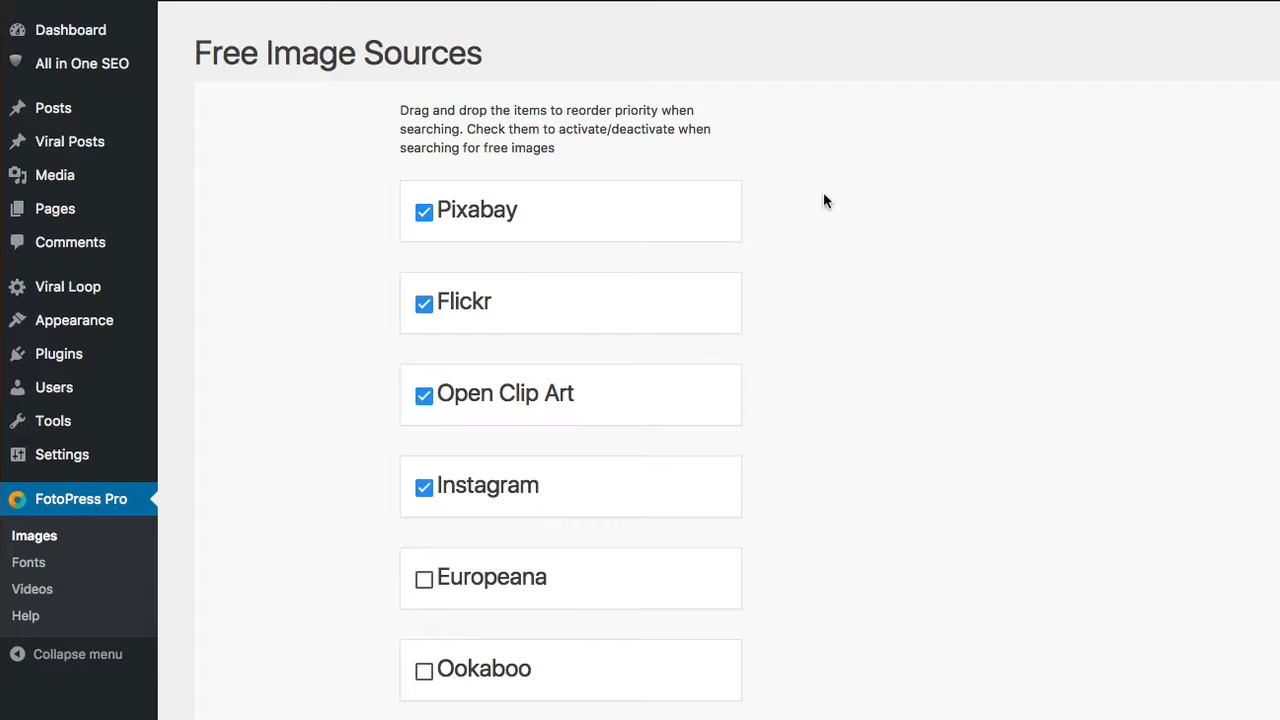 Dashboard
All in One SEO
Posts
Viral Posts
Media
Pages
Comments
Viral Loop
Appearance
Plugins
Users
Tools
Settings
FotoPress Pro
Images
Fonts
Videos
Help
Collapse menu
Free Image Sources
Drag and drop the items to reorder priority when
searching. Check them to activate/deactivate when
searching for free images
Pixabay
Flickr
Open Clip Art
Instagram
Europeana
Ookaboo